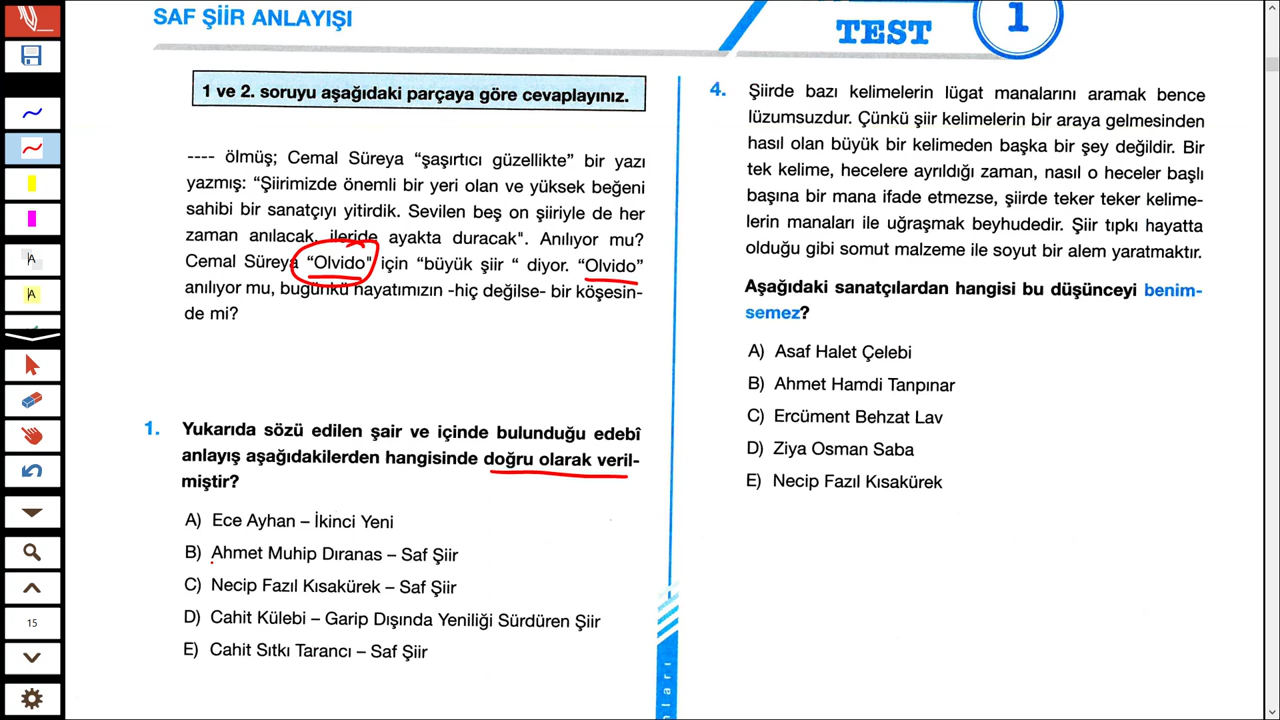 SAF ŞİİR ANLAYIŞI
TEST
1
1 ve 2. soruyu aşağıdaki parçaya göre cevaplayınız.
---- ölmüş; Cemal Süreya “şaşırtıcı güzellikte” bir yazı
yazmış: “Şiirimizde önemli bir yeri olan ve yüksek beğeni
sahibi bir sanatçıyı yitirdik. Sevilen beş on şiiriyle de her
zaman anılacak, ileride ayakta duracak". Anılıyor mu?
Cemal Süreya “Olvido" için “büyük şiir “ diyor. “Olvido”
anılıyor mu, bugünkü hayatımızın -hiç değilse- bir köşesin-
de mi?
1. Yukarıda sözü edilen şair ve içinde bulunduğu edebî
anlayış aşağıdakilerden hangisinde doğru olarak veril-
miştir?
A) Ece Ayhan – İkinci Yeni
B) Ahmet Muhip Dıranas – Saf Şiir
C) Necip Fazıl Kısakürek – Saf Şiir
D) Cahit Külebi – Garip Dışında Yeniliği Sürdüren Şiir
E) Cahit Sıtkı Tarancı – Saf Şiir
4. Şiirde bazı kelimelerin lügat manalarını aramak bence
lüzumsuzdur. Çünkü şiir kelimelerin bir araya gelmesinden
hasıl olan büyük bir kelimeden başka bir şey değildir. Bir
tek kelime, hecelere ayrıldığı zaman, nasıl o heceler başlı
başına bir mana ifade etmezse, şiirde teker teker kelime-
lerin manaları ile uğraşmak beyhudedir. Şiir tıpkı hayatta
olduğu gibi somut malzeme ile soyut bir alem yaratmaktır.
Aşağıdaki sanatçılardan hangisi bu düşünceyi benim-
semez?
A) Asaf Halet Çelebi
B) Ahmet Hamdi Tanpınar
C) Ercüment Behzat Lav
D) Ziya Osman Saba
E) Necip Fazıl Kısakürek
A
A
15
nları